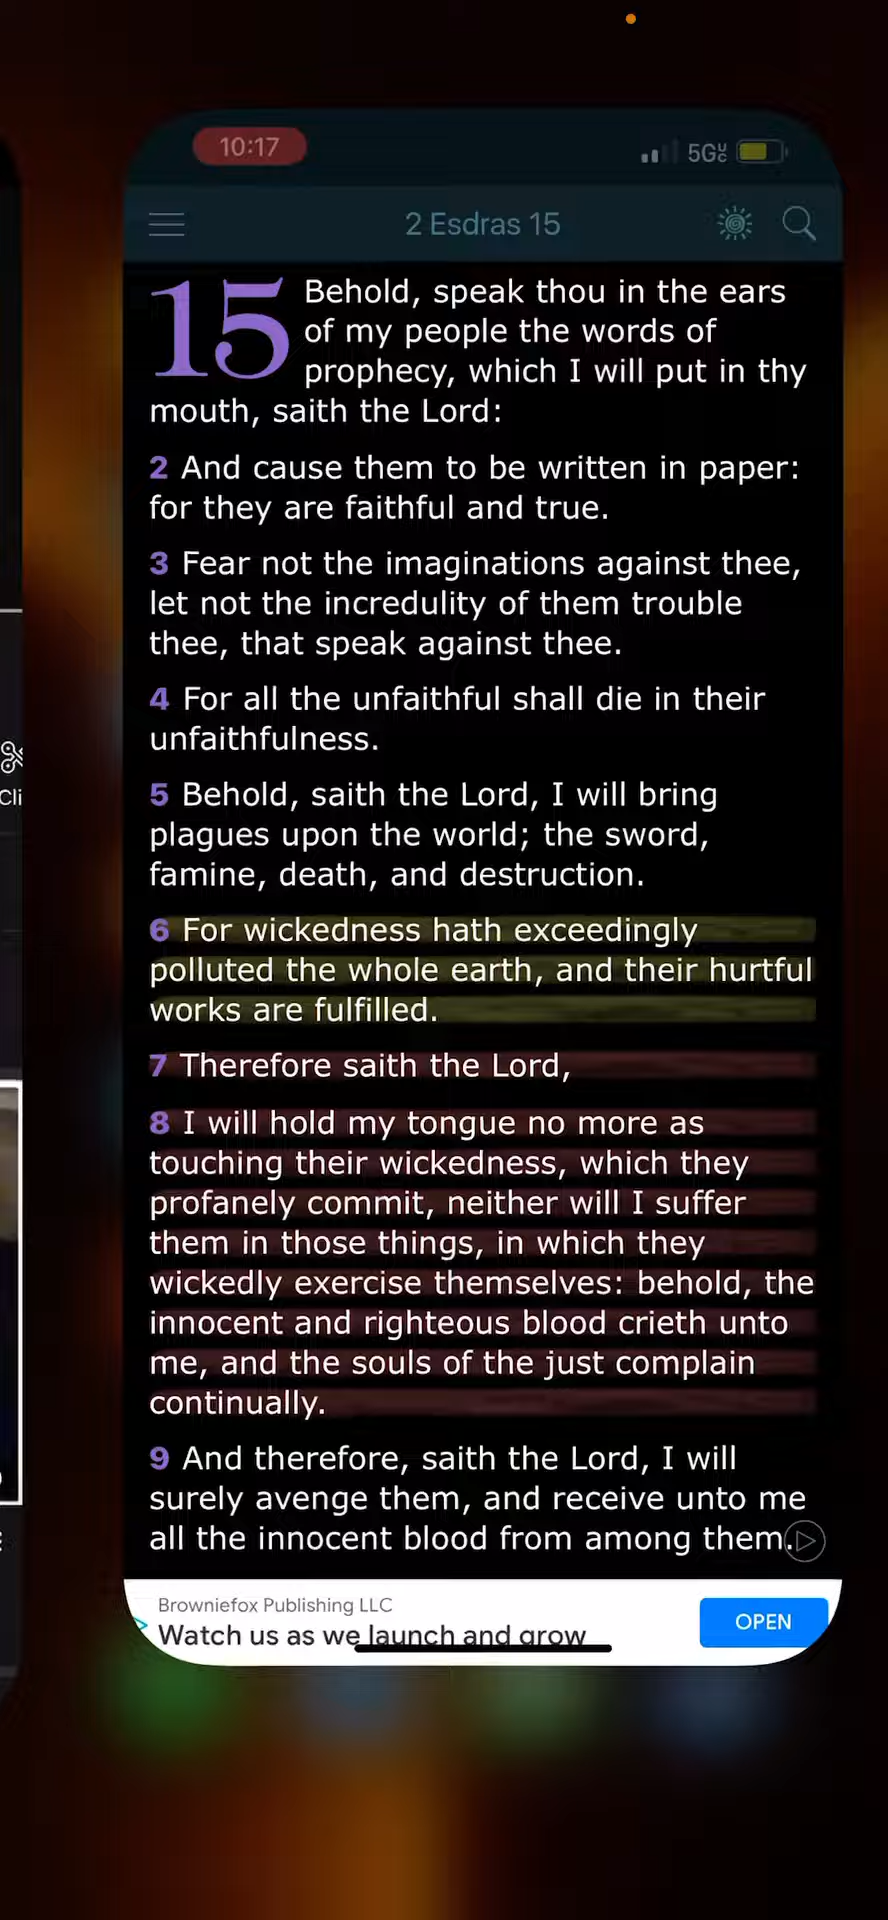 10:17
5GUC
2 Esdras 15
15 Behold, speak thou in the ears
of my people the words of
prophecy, which I will put in thy
mouth, saith the Lord:
2 And cause them to be written in paper:
for they are faithful and true.
3 Fear not the imaginations against thee,
let not the incredulity of them trouble
thee, that speak against thee.
4 For all the unfaithful shall die in their
unfaithfulness.
5 Behold, saith the Lord, I will bring
plagues upon the world; the sword,
famine, death, and destruction.
6 For wickedness hath exceedingly
polluted the whole earth, and their hurtful
works are fulfilled.
7 Therefore saith the Lord,
8 I will hold my tongue no more as
touching their wickedness, which they
profanely commit, neither will I suffer
them in those things, in which they
wickedly exercise themselves: behold, the
innocent and righteous blood crieth unto
me, and the souls of the just complain
continually.
9 And therefore, saith the Lord, I will
surely avenge them, and receive unto me
all the innocent blood from among them.
Cli
Browniefox Publishing LLC
Watch us as we launch and grow
OPEN